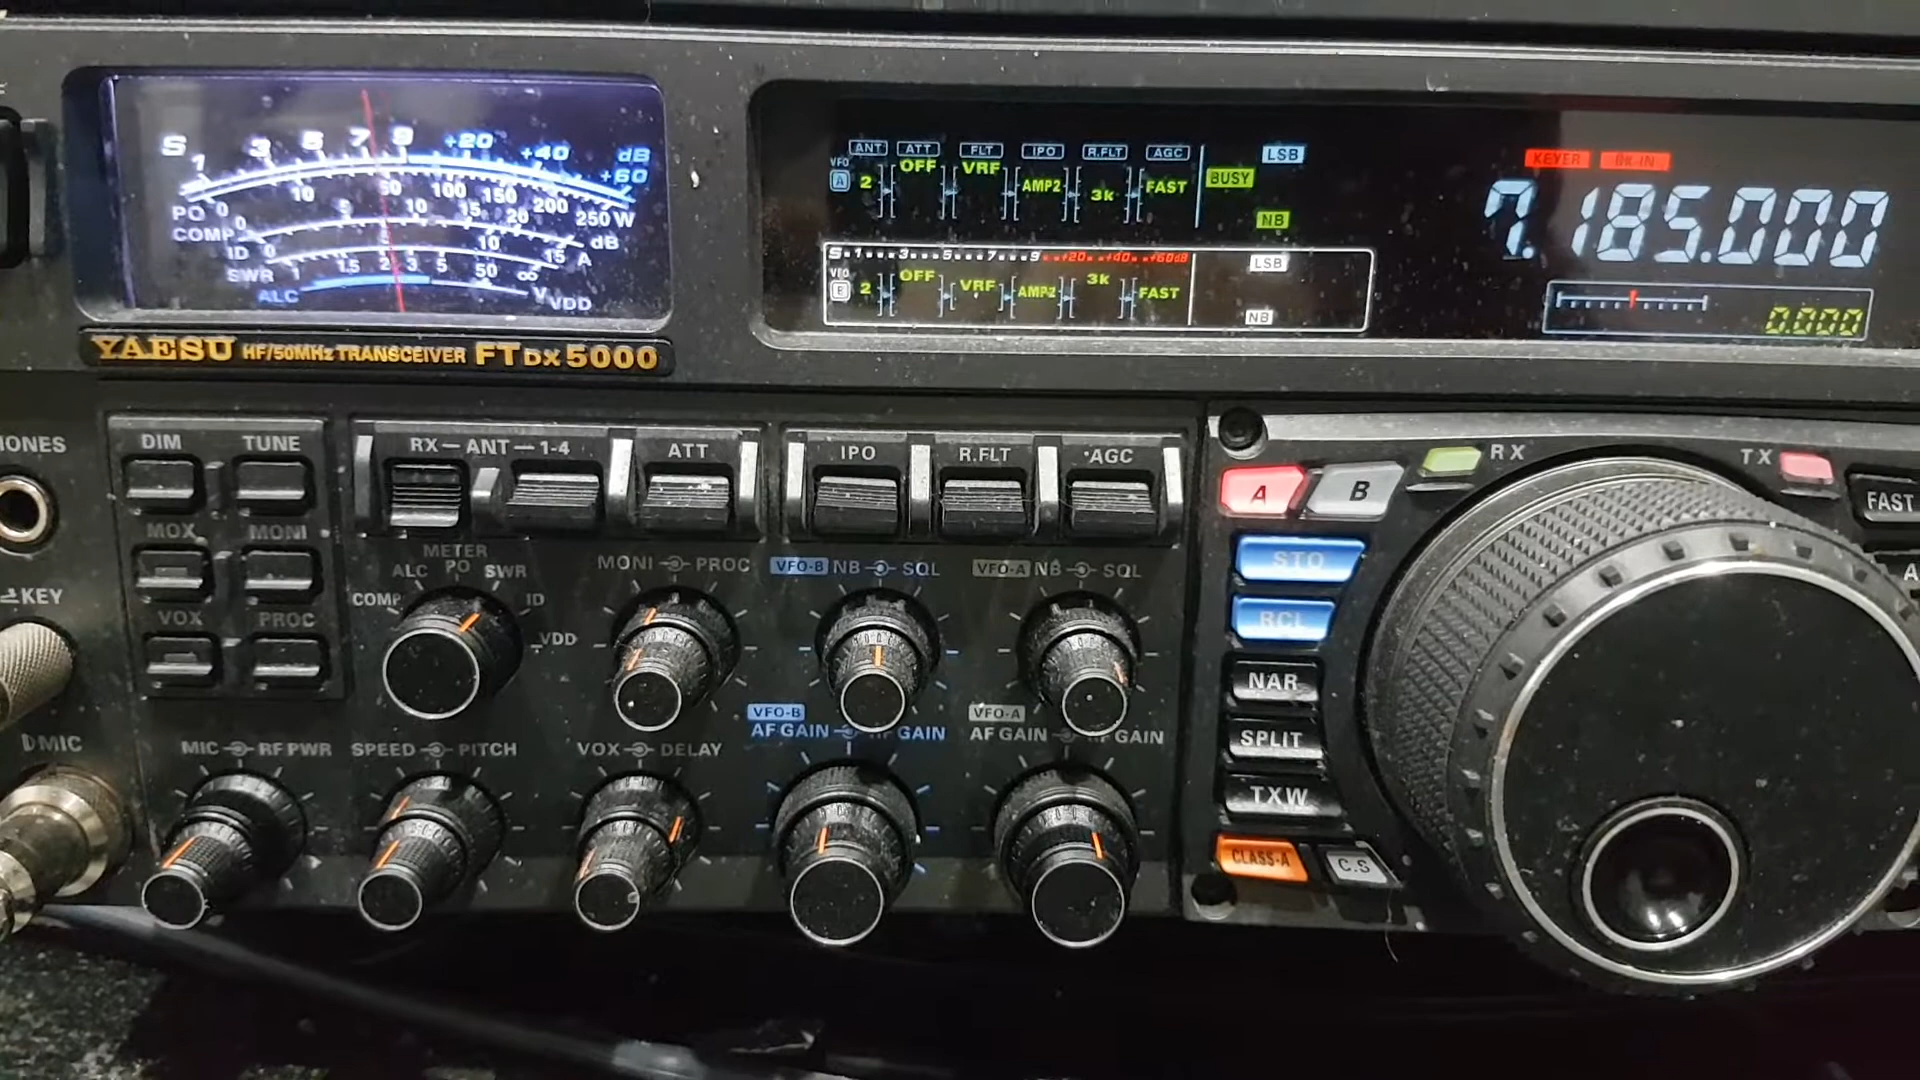 S 1 3 5 7 9 +20 +40 +60 dB
PO 0 10 50 100 150 200 250 W
COMP 0 5 10 15 20 dB
ID 0 5 10 15 A
SWR 1 1.5 2 3 5 50 ∞
ALC V VDD
YAESU HF/50MHz TRANSCEIVER FTDX5000
ANT ATT FLT IPO R.FLT AGC
VFO A 2 OFF VRF AMP2 3k FAST
BUSY LSB
NB
S 1 3 5 7 9 +20 +40 +60dB
VFO B 2 OFF VRF AMP2 3k FAST
LSB
NB
KEYER BK-IN
7.185.000
0.000
DIM TUNE
MOX MONI
VOX PROC
RX ANT 1-4 ATT
IPO R.FLT AGC
METER
COMP ALC PO SWR ID VDD
MONI PROC
VFO-B NB SQL
VFO-A NB SQL
MIC RF PWR
SPEED PITCH
VOX DELAY
VFO-B
AF GAIN GAIN
VFO-A
AF GAIN GAIN
KEY
MIC
A B
RX TX
STO
RCL
NAR
SPLIT
TXW
CLASS-A C.S
FAST